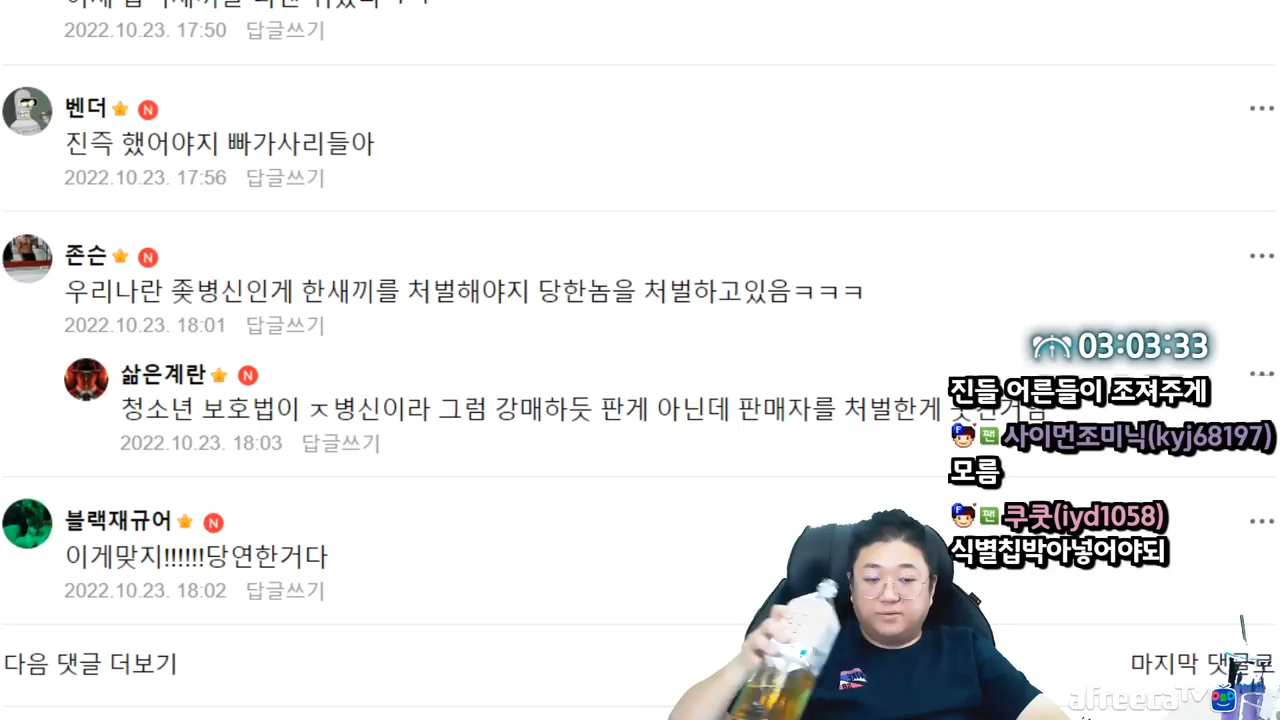 2022.10.23. 17:50 답글쓰기
벤더
진즉 했어야지 빠가사리들아
2022.10.23. 17:56 답글쓰기
존슨
우리나란 좃병신인게 한새끼를 처벌해야지 당한놈을 처벌하고있음ㅋㅋㅋ
2022.10.23. 18:01 답글쓰기
03:03:33
삶은계란
진들 어른들이 조져주게
청소년 보호법이 ㅈ병신이라 그럼 강매하듯 판게 아닌데 판매자를 처벌한게
2022.10.23. 18:03 답글쓰기
팬 사이먼조미닉(kyj68197)
모름
블랙재규어
팬 쿠쿳(iyd1058)
이게맞지!!!!!!당연한거다
식별칩박아넣어야되
2022.10.23. 18:02 답글쓰기
다음 댓글 더보기
마지막 댓글로
afreecaTV